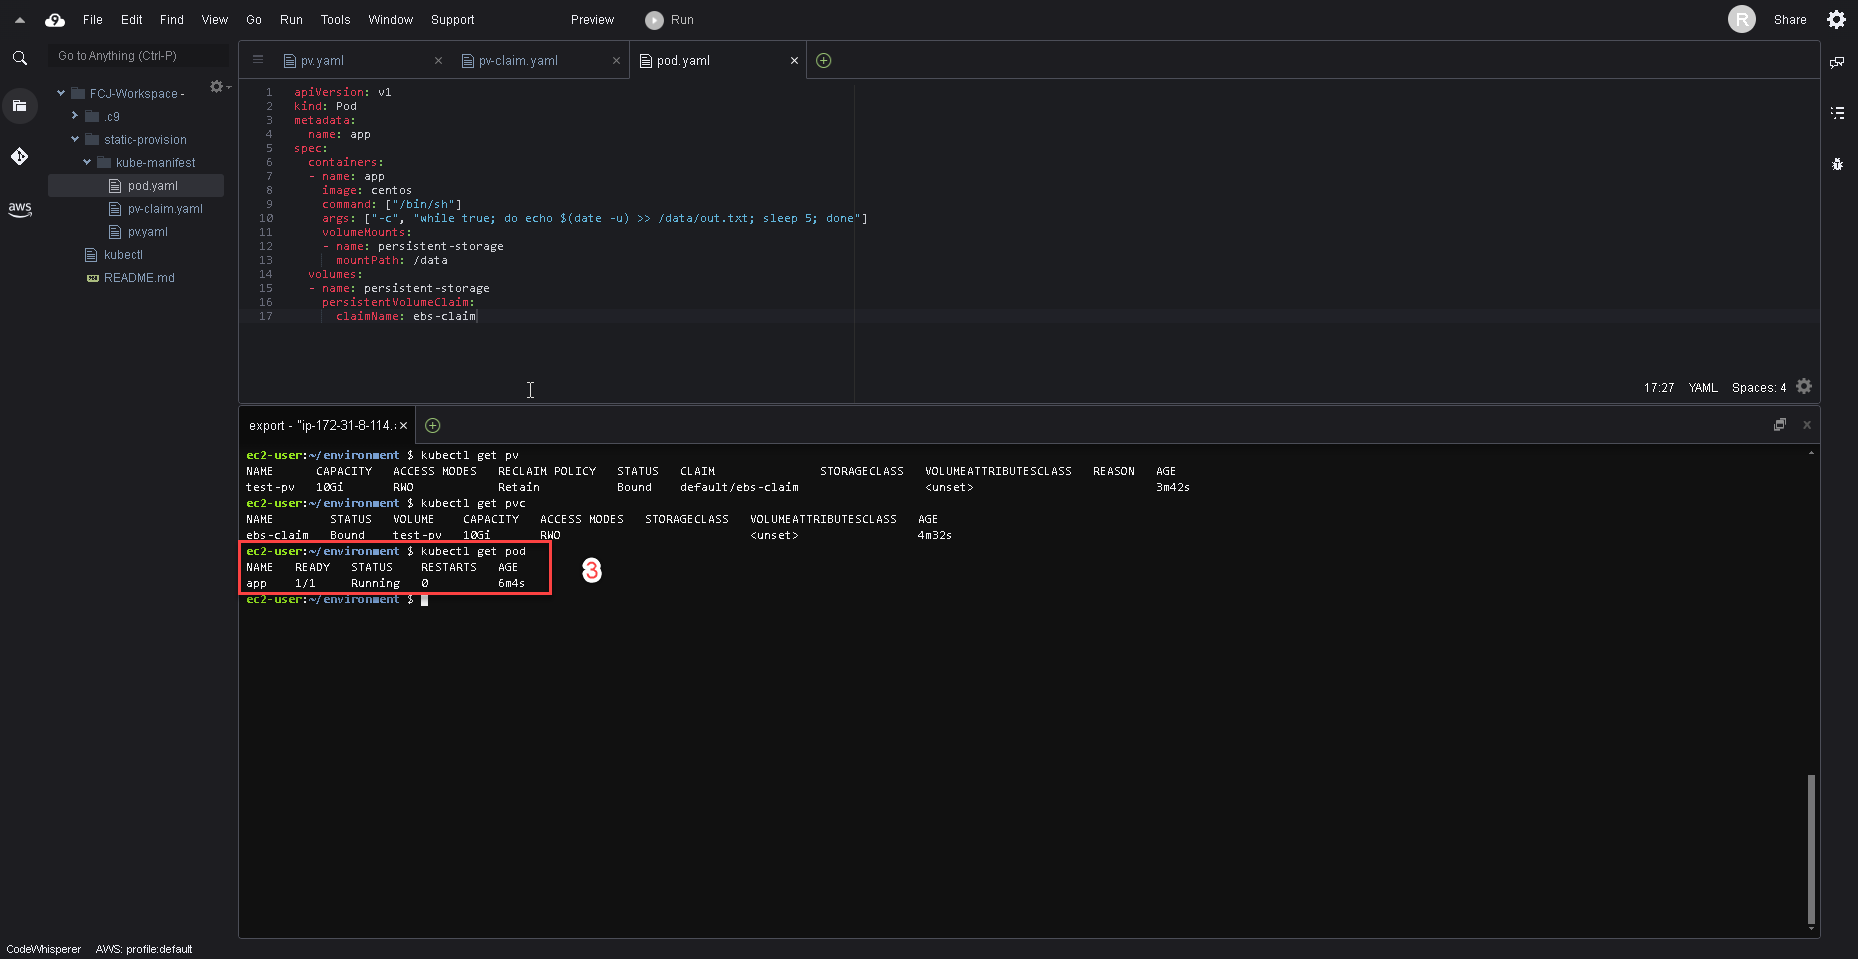 File Edit Find View Go Run Tools Window Support Preview Run R Share
Go to Anything (Ctrl-P)
FCJ-Workspace -
.c9
static-provision
kube-manifest
pod.yaml
pv-claim.yaml
pv.yaml
kubectl
README.md
aws
pv.yaml pv-claim.yaml pod.yaml
1 apiVersion: v1
2 kind: Pod
3 metadata:
4 name: app
5 spec:
6 containers:
7 - name: app
8 image: centos
9 command: ["/bin/sh"]
10 args: ["-c", "while true; do echo $(date -u) >> /data/out.txt; sleep 5; done"]
11 volumeMounts:
12 - name: persistent-storage
13 mountPath: /data
14 volumes:
15 - name: persistent-storage
16 persistentVolumeClaim:
17 claimName: ebs-claim
17:27 YAML Spaces: 4
export - "ip-172-31-8-114.
ec2-user:~/environment $ kubectl get pv
NAME CAPACITY ACCESS MODES RECLAIM POLICY STATUS CLAIM STORAGECLASS VOLUMEATTRIBUTESCLASS REASON AGE
test-pv 10Gi RWO Retain Bound default/ebs-claim <unset> 3m42s
ec2-user:~/environment $ kubectl get pvc
NAME STATUS VOLUME CAPACITY ACCESS MODES STORAGECLASS VOLUMEATTRIBUTESCLASS AGE
ebs-claim Bound test-pv 10Gi RWO <unset> 4m32s
ec2-user:~/environment $ kubectl get pod
NAME READY STATUS RESTARTS AGE
app 1/1 Running 0 6m4s
3
ec2-user:~/environment $
CodeWhisperer AWS: profile:default